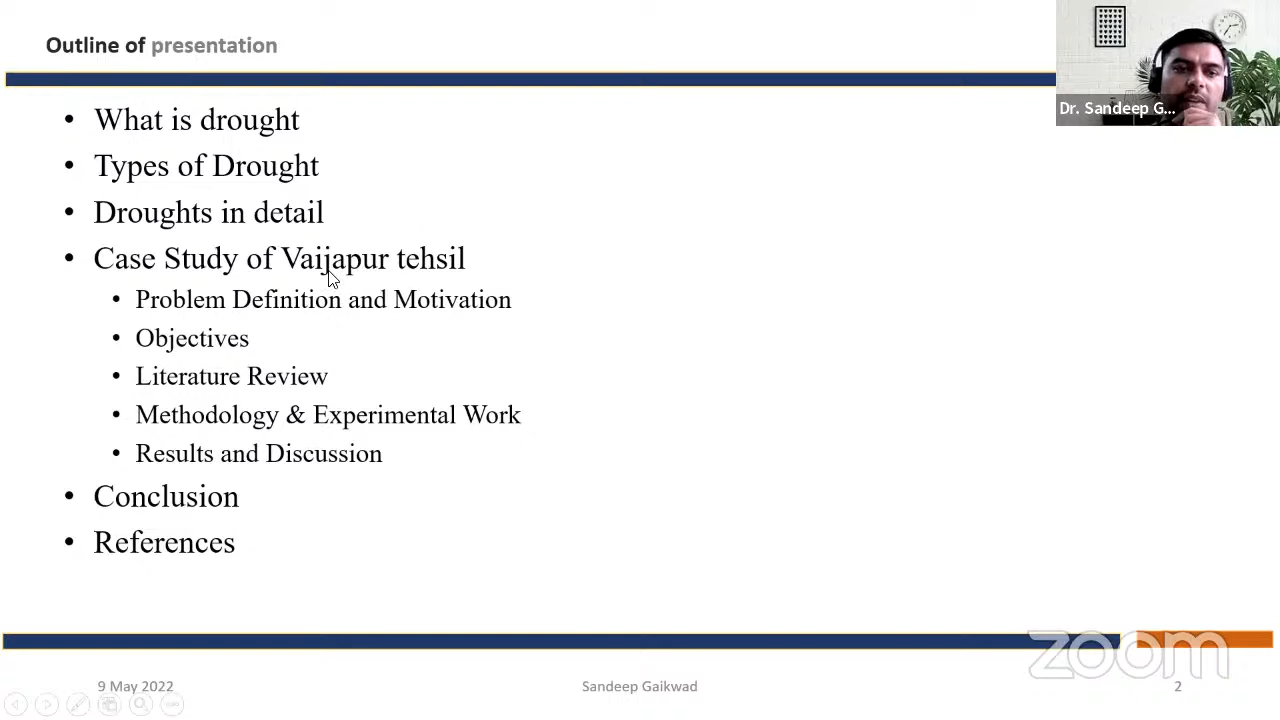 Outline of presentation
Dr. Sandeep G...
• What is drought
• Types of Drought
• Droughts in detail
• Case Study of Vaijapur tehsil
• Problem Definition and Motivation
• Objectives
• Literature Review
• Methodology & Experimental Work
• Results and Discussion
• Conclusion
• References
zoom
9 May 2022
Sandeep Gaikwad
2